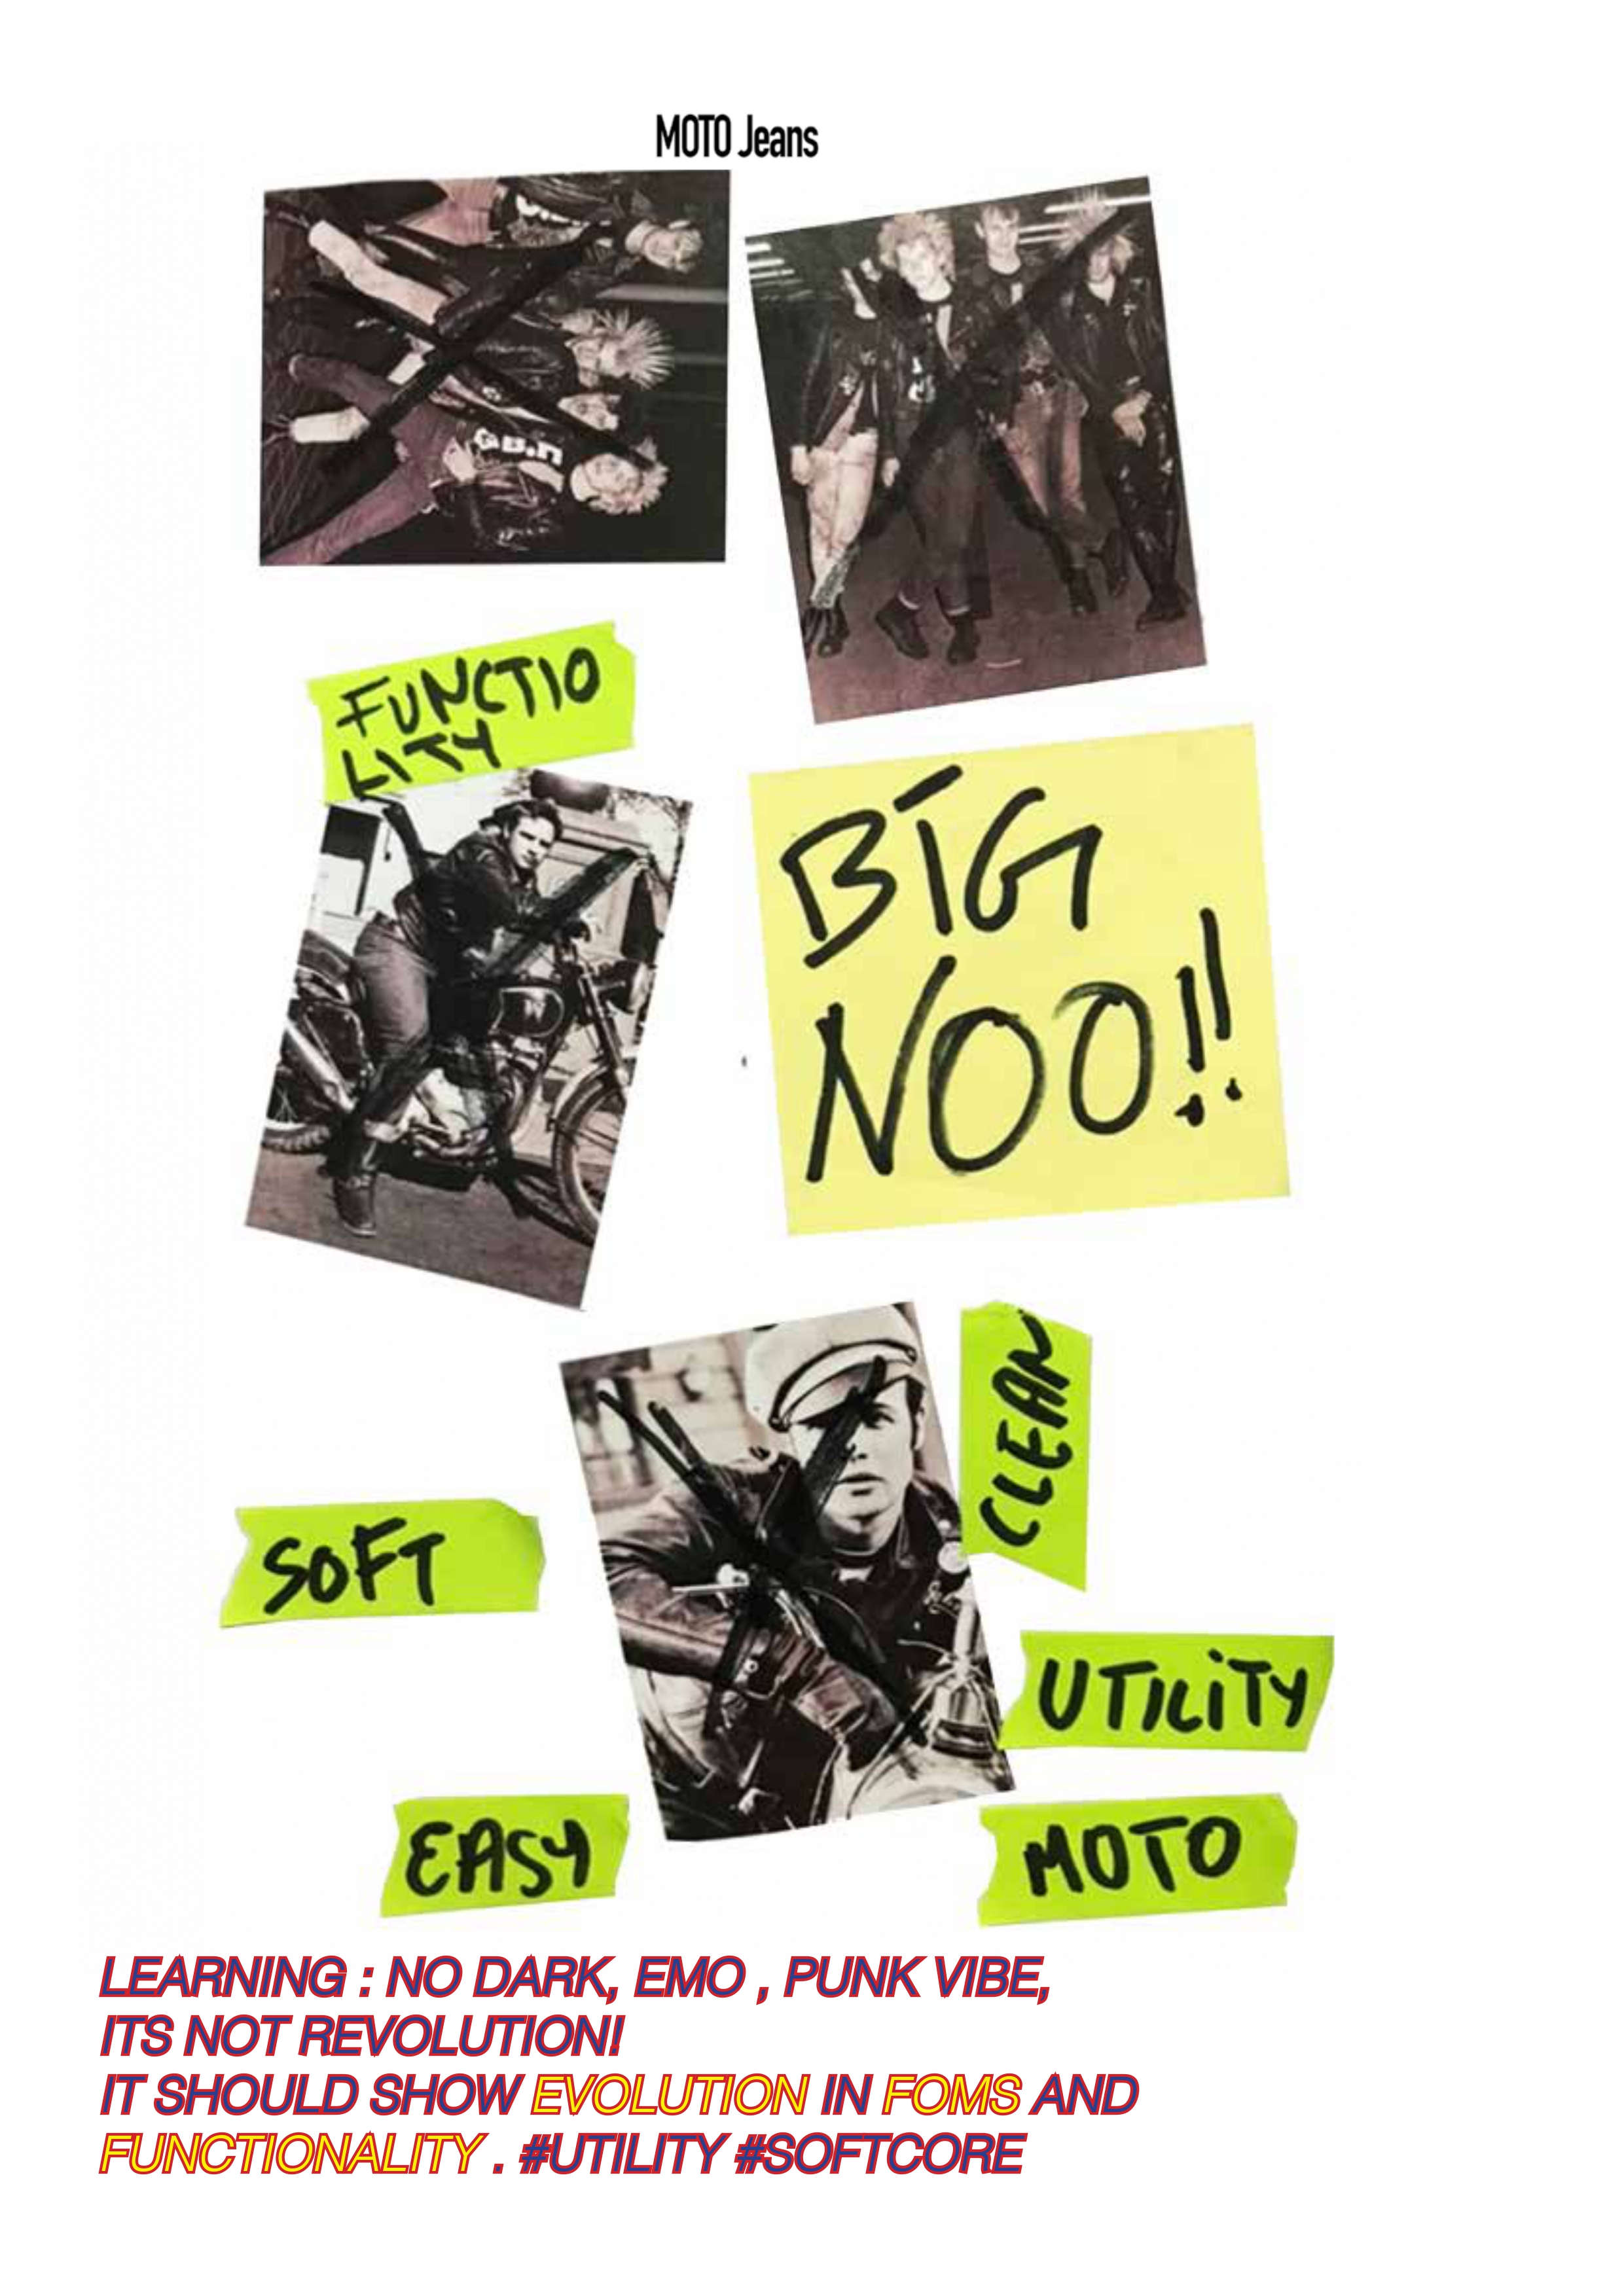 MOTO Jeans
G.B.H
FUNCTIO
LITY
BIG
NOO!!
CLEAN
SOFT
UTILITY
EASY
MOTO
LEARNING : NO DARK, EMO , PUNK VIBE,
ITS NOT REVOLUTION!
IT SHOULD SHOW EVOLUTION IN FOMS AND
FUNCTIONALITY . #UTILITY #SOFTCORE